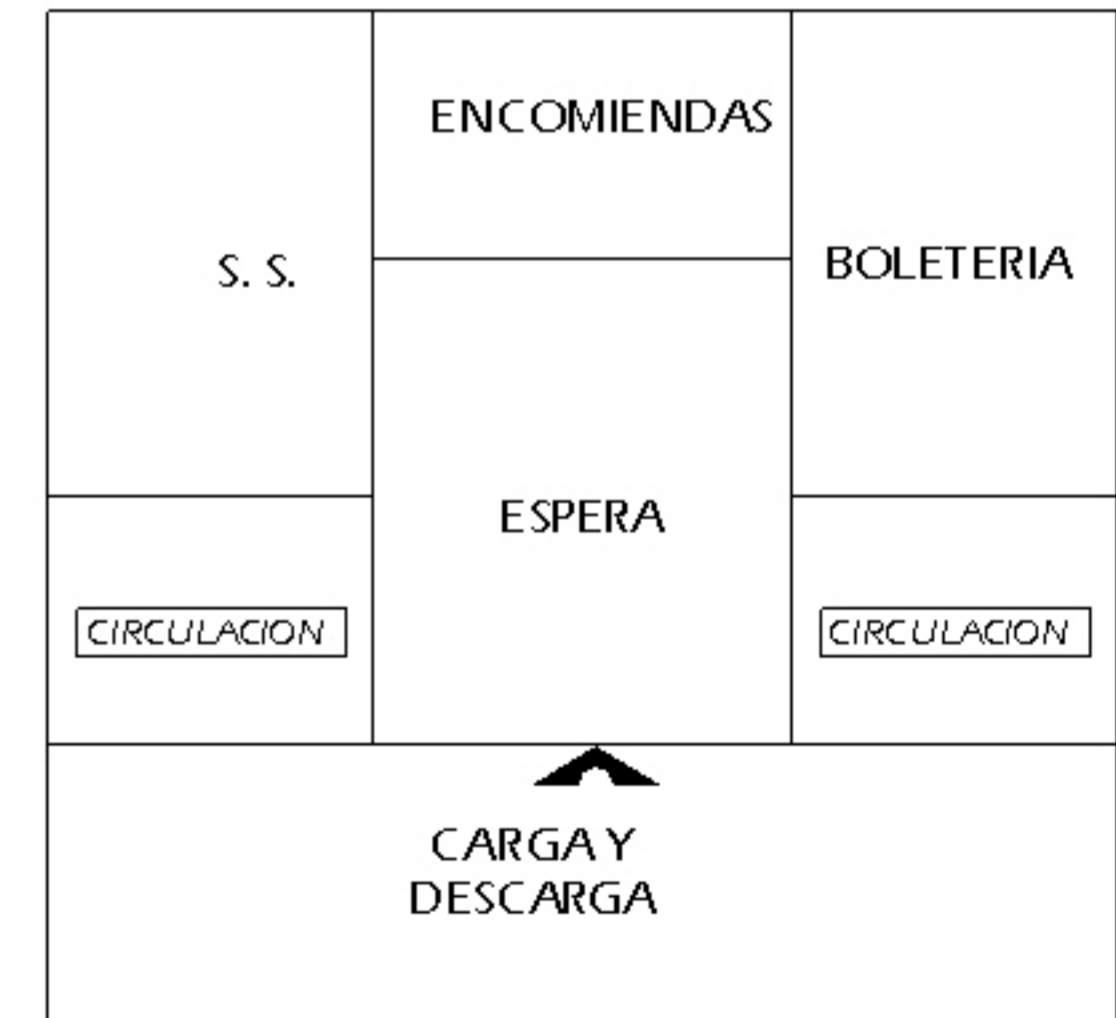 ENCOMIENDAS
S. S.
BOLETERIA
ESPERA
CIRCULACION
CIRCULACION
CARGA Y
DESCARGA